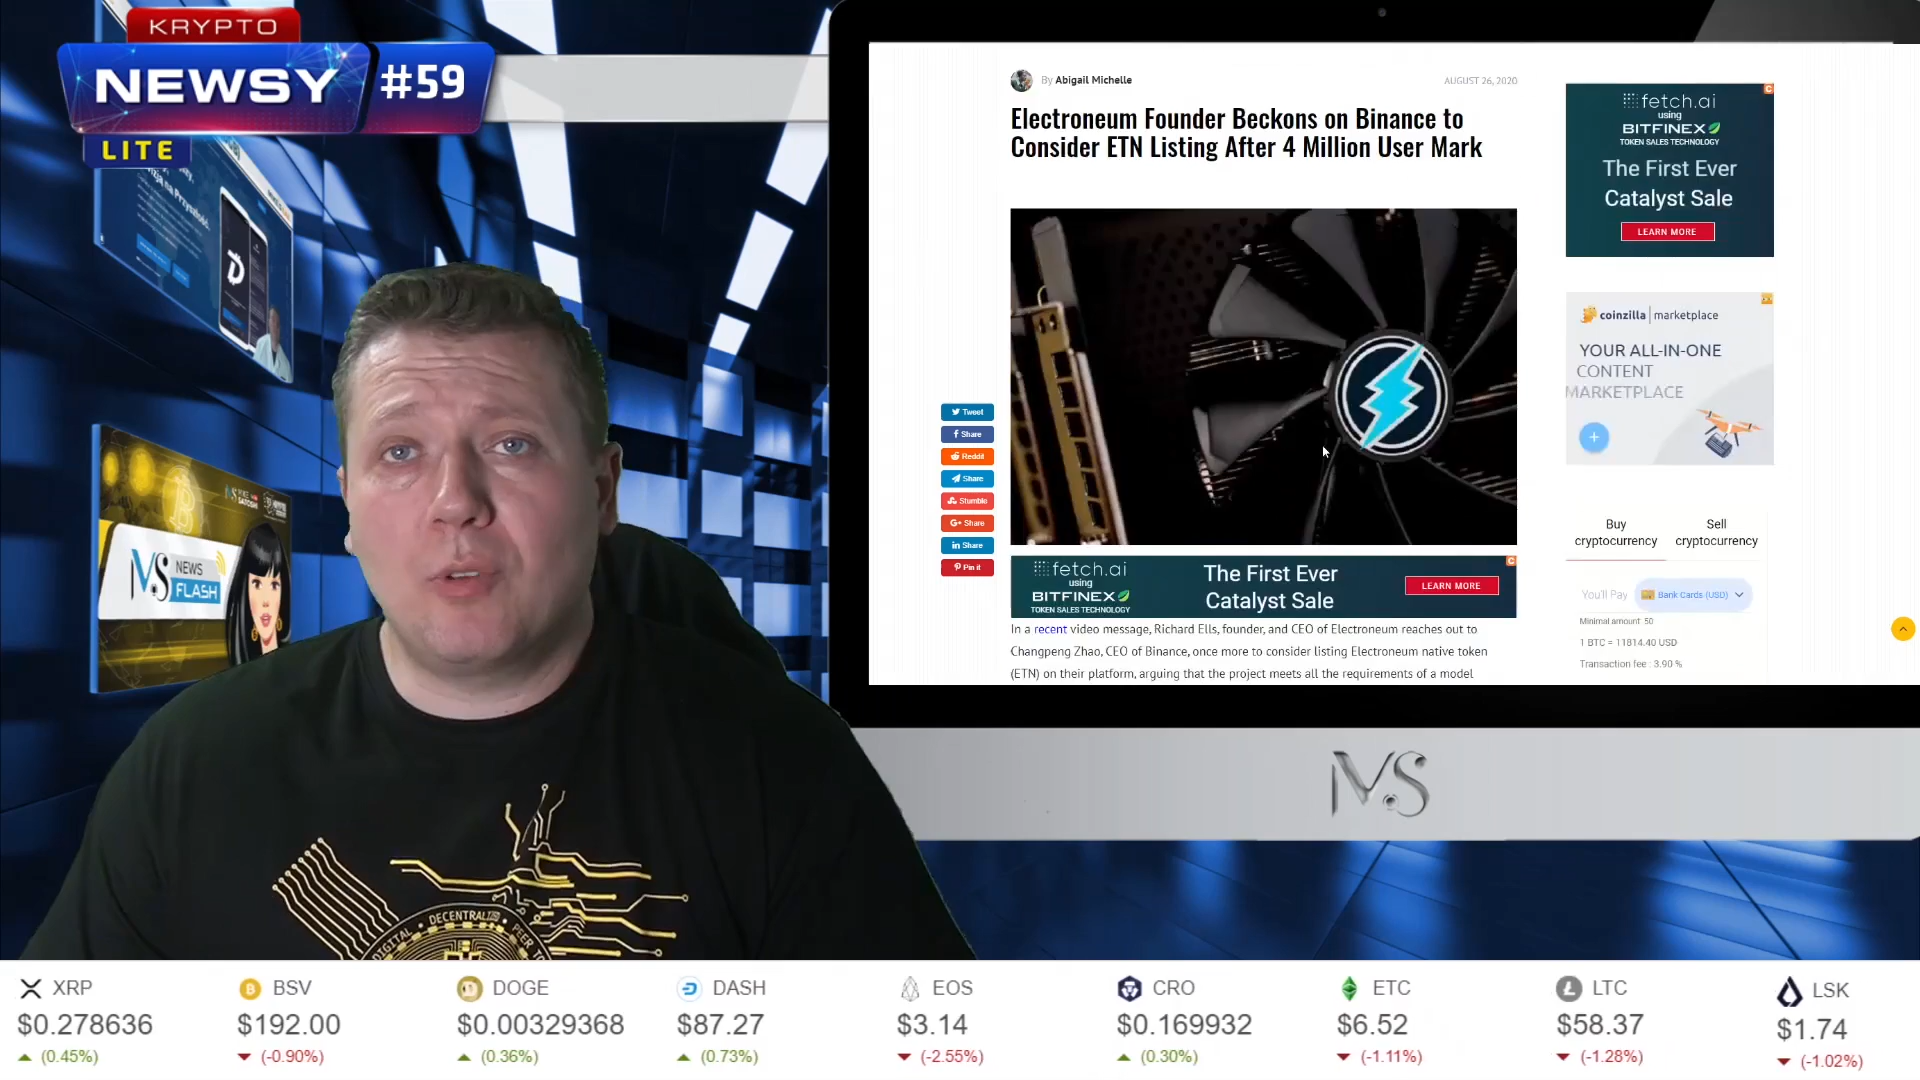 KRYPTO
NEWSY #59
LITE
By Abigail Michelle
AUGUST 26, 2020
Electroneum Founder Beckons on Binance to
Consider ETN Listing After 4 Million User Mark
fetch.ai
using
BITFINEX
TOKEN SALES TECHNOLOGY
The First Ever
Catalyst Sale
LEARN MORE
coinzilla | marketplace
YOUR ALL-IN-ONE
CONTENT
MARKETPLACE
+
Tweet
Share
Reddit
Share
Stumble
G+ Share
in Share
Pin it
fetch.ai
using
BITFINEX
TOKEN SALES TECHNOLOGY
The First Ever
Catalyst Sale
LEARN MORE
Buy
cryptocurrency
Sell
cryptocurrency
You'll Pay
Bank Cards (USD)
Minimal amount 50
1 BTC = 11814.40 USD
Transaction fee : 3.90 %
In a recent video message, Richard Ells, founder, and CEO of Electroneum reaches out to
Changpeng Zhao, CEO of Binance, once more to consider listing Electroneum native token
(ETN) on their platform, arguing that the project meets all the requirements of a model
MS
NEWS
FLASH
MS
DIGITAL • DECENTRALIZED • PEER TO
XRP
$0.278636
(0.45%)
BSV
$192.00
(-0.90%)
DOGE
$0.00329368
(0.36%)
DASH
$87.27
(0.73%)
EOS
$3.14
(-2.55%)
CRO
$0.169932
(0.30%)
ETC
$6.52
(-1.11%)
LTC
$58.37
(-1.28%)
LSK
$1.74
(-1.02%)